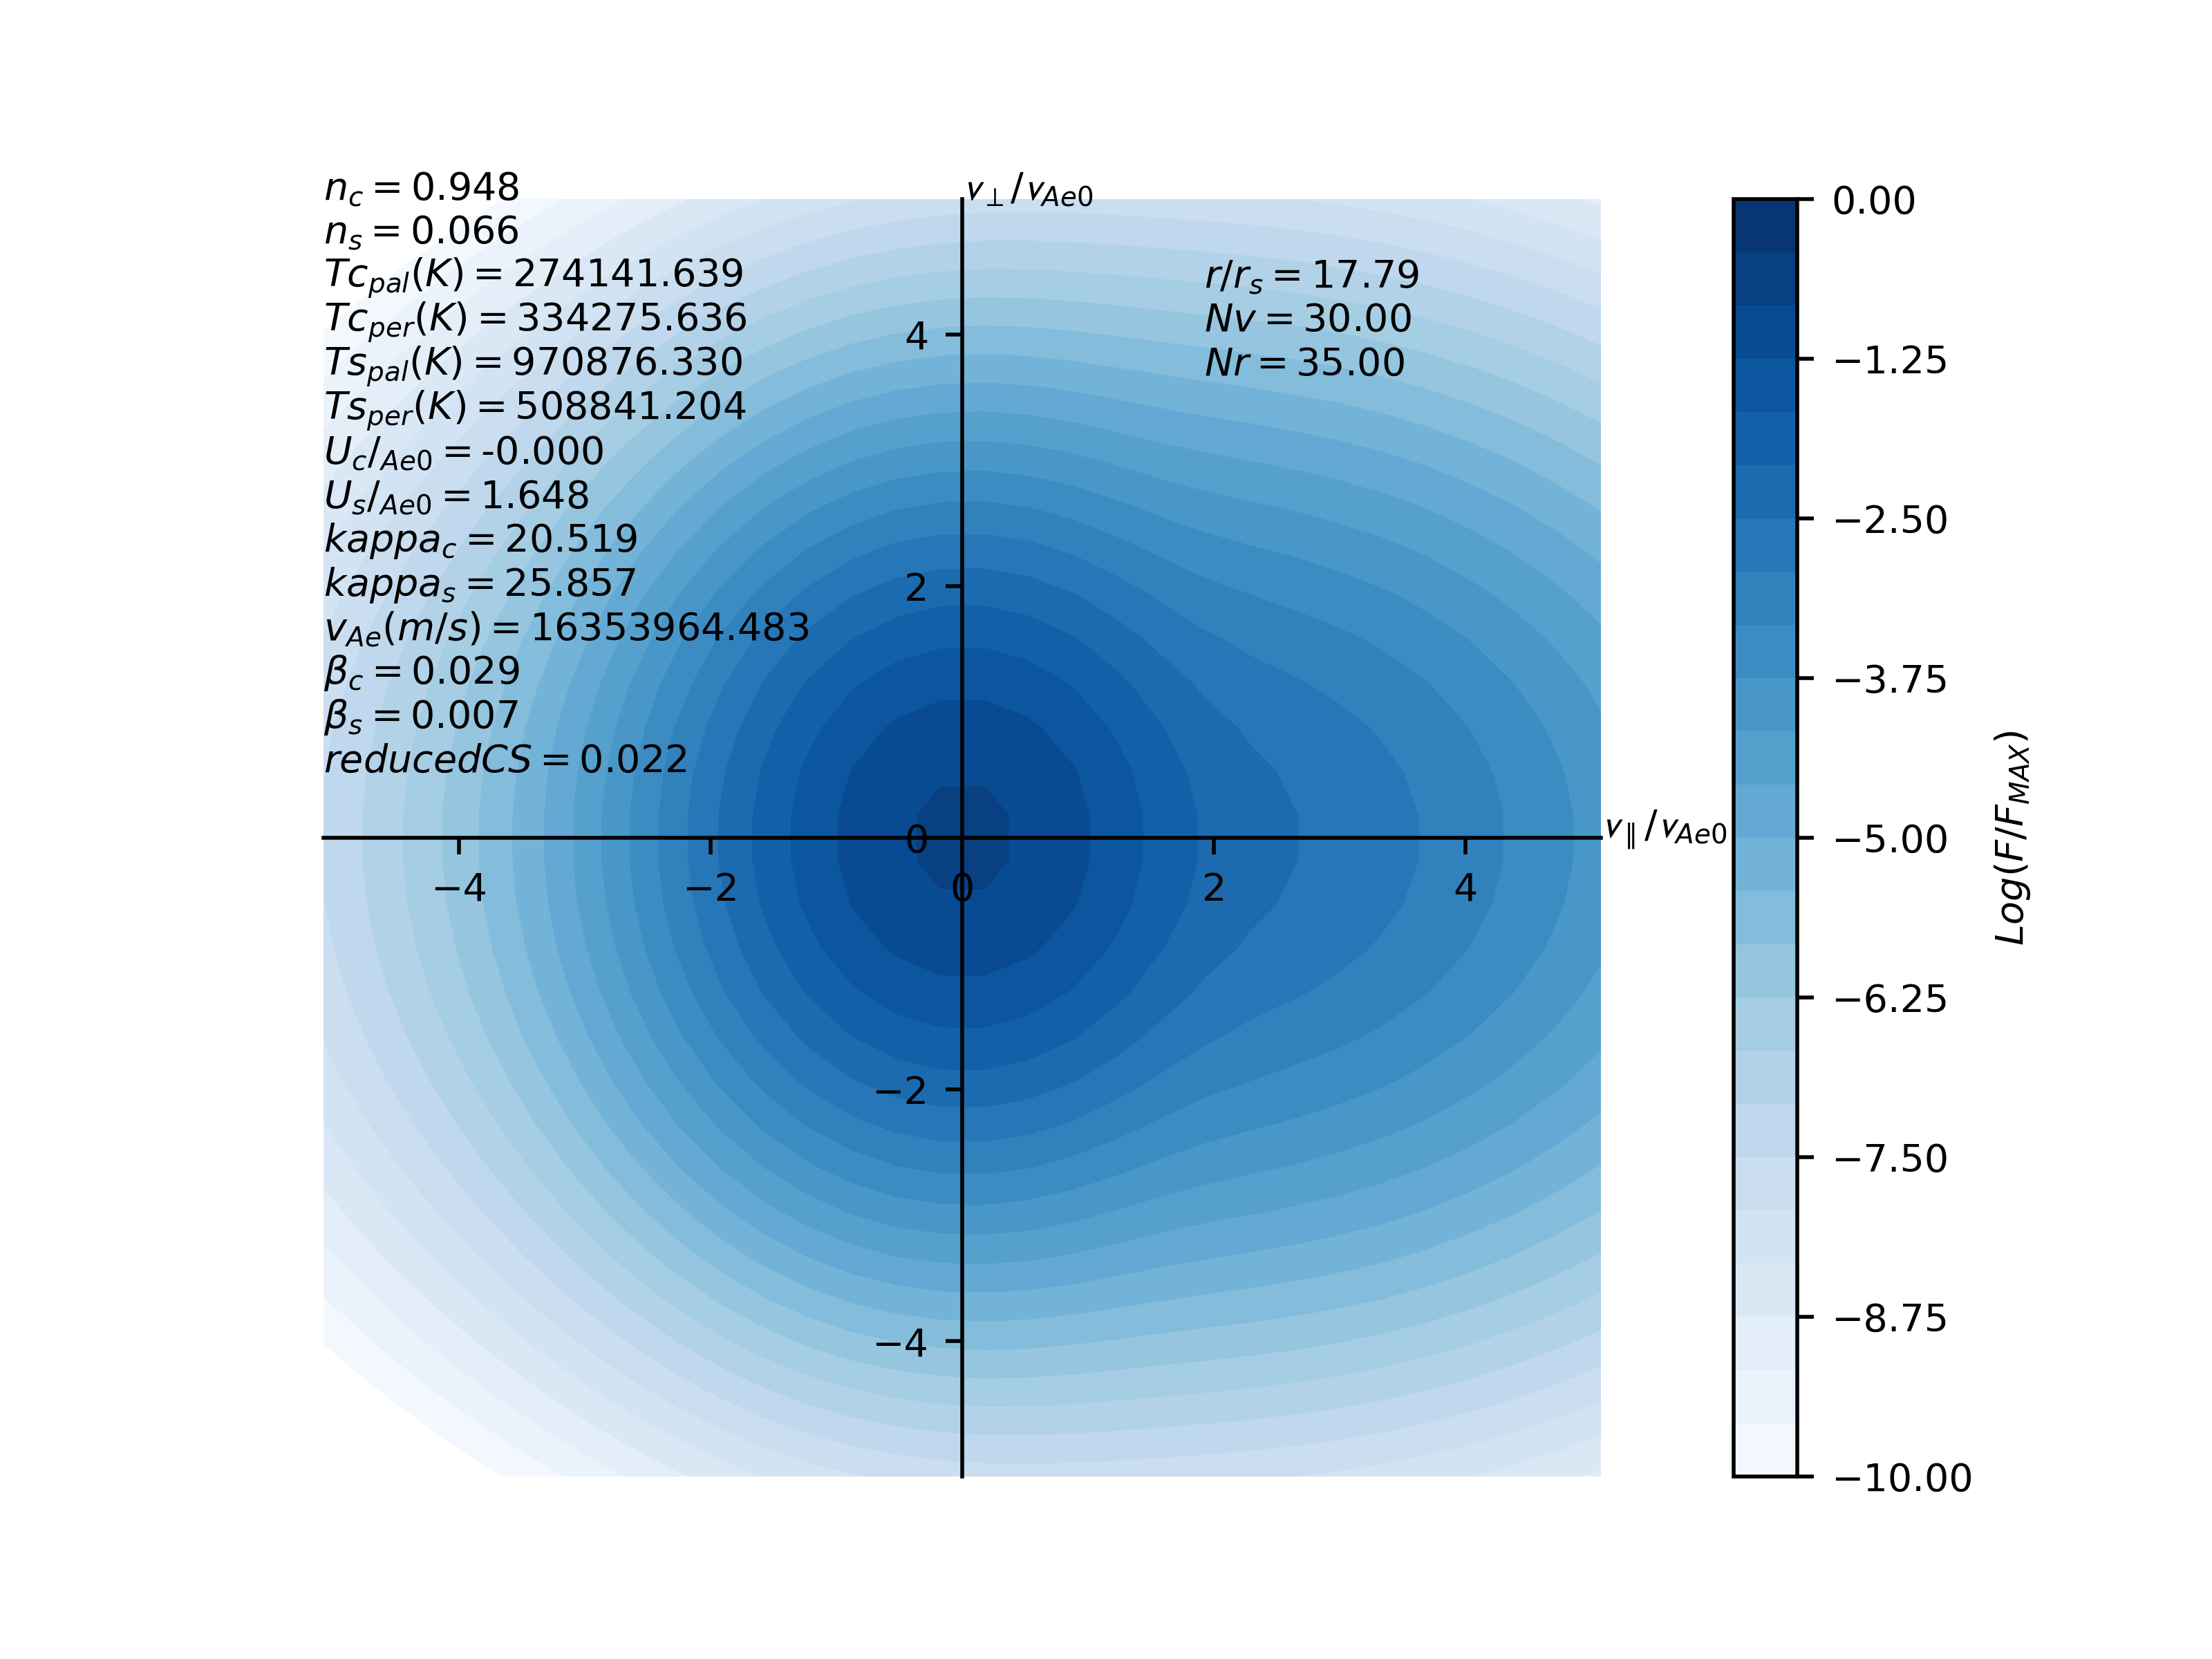 n_c = 0.948
n_s = 0.066
Tc_pal(K) = 274141.639
Tc_per(K) = 334275.636
Ts_pal(K) = 970876.330
Ts_per(K) = 508841.204
U_c/_Ae0 = -0.000
U_s/_Ae0 = 1.648
kappa_c = 20.519
kappa_s = 25.857
v_Ae(m/s) = 16353964.483
β_c = 0.029
β_s = 0.007
reducedCS = 0.022
v_⊥/v_Ae0
r/r_s = 17.79
Nv = 30.00
Nr = 35.00
4
2
0
−2
−4
−4 −2 0 2 4
v_∥/v_Ae0
0.00
−1.25
−2.50
−3.75
−5.00
−6.25
−7.50
−8.75
−10.00
Log(F/F_MAX)